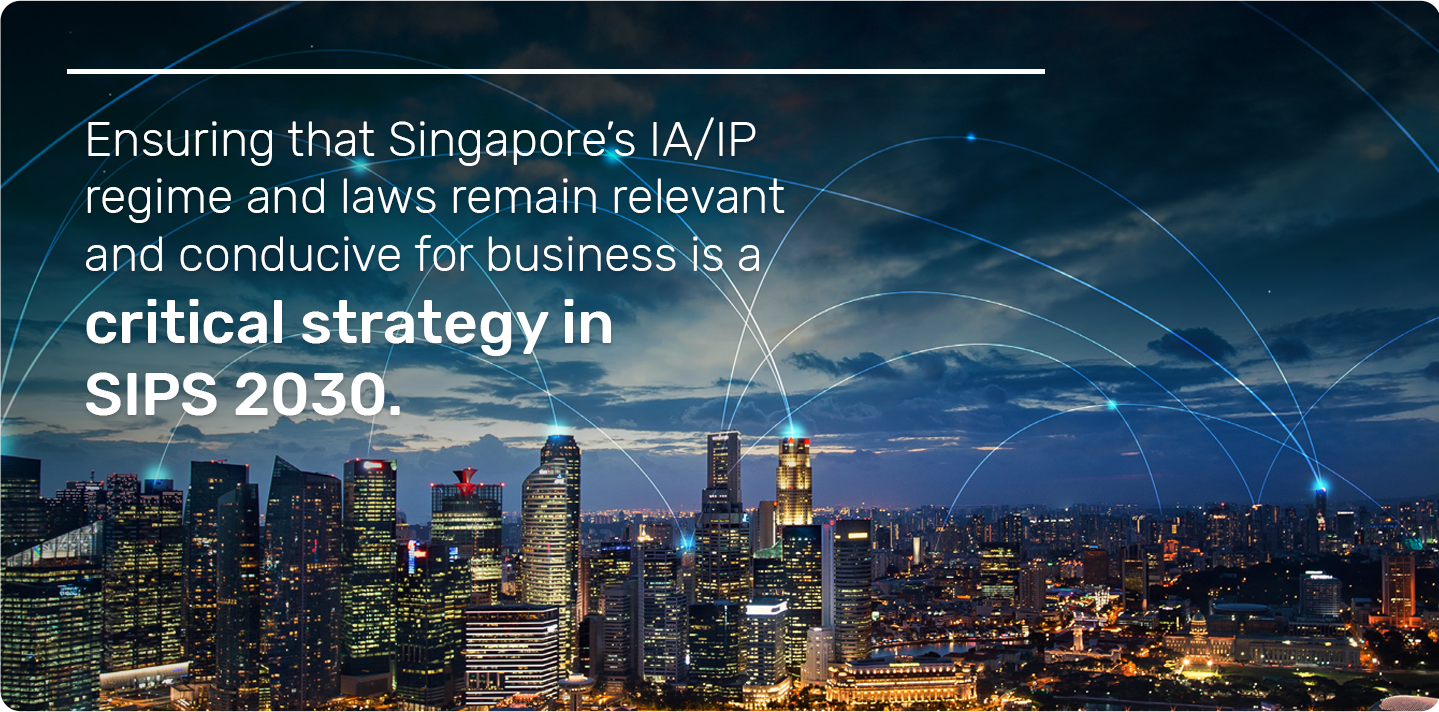 Ensuring that Singapore’s IA/IP
regime and laws remain relevant
and conducive for business is a
critical strategy in
SIPS 2030.